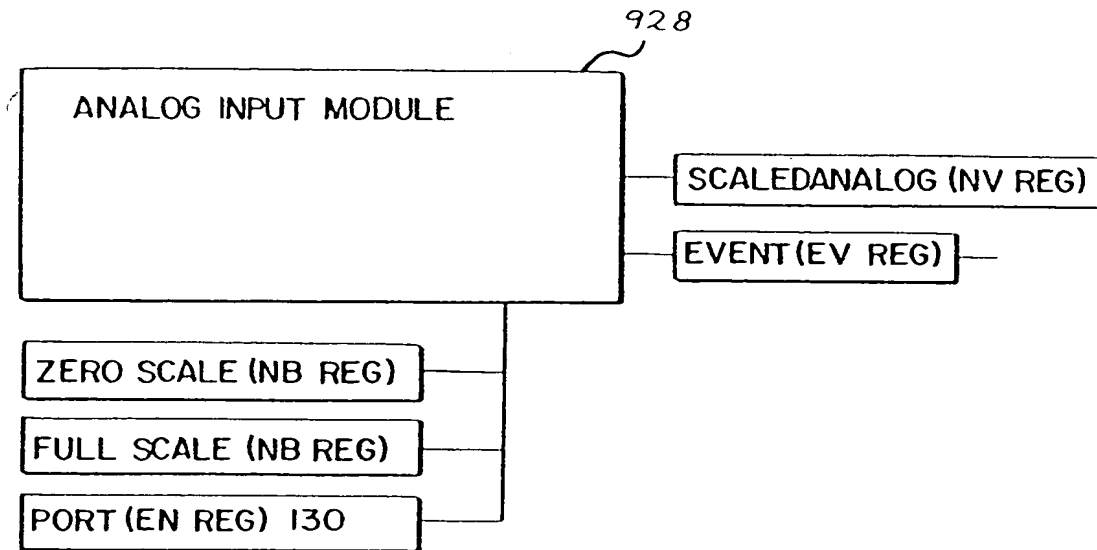 928
ANALOG INPUT MODULE
SCALEDANALOG (NV REG)
EVENT (EV REG)
ZERO SCALE (NB REG)
FULL SCALE (NB REG)
PORT (EN REG) 130